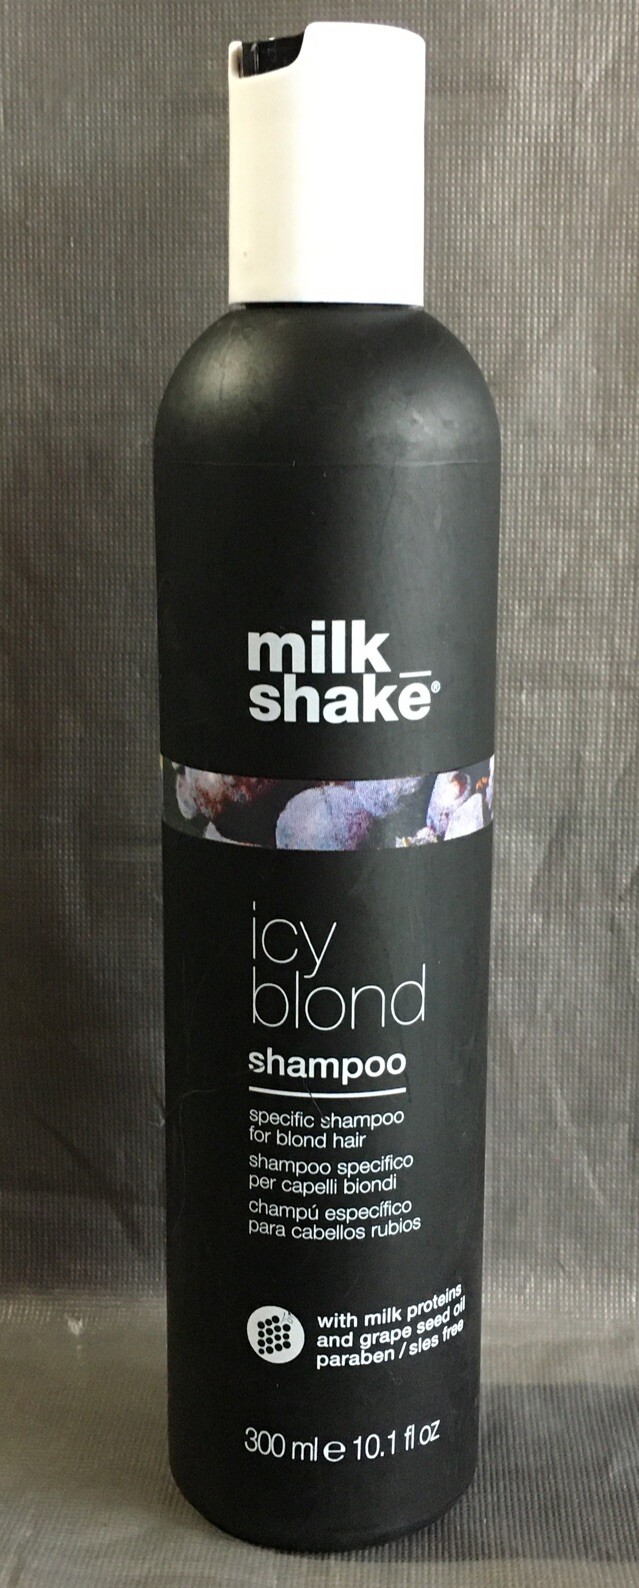 milk_
shake®
icy
blond
shampoo
specific shampoo
for blond hair
shampoo specifico
per capelli biondi
champú específico
para cabellos rubios
with milk proteins
and grape seed oil
paraben / sles free
300 ml e 10.1 fl oz